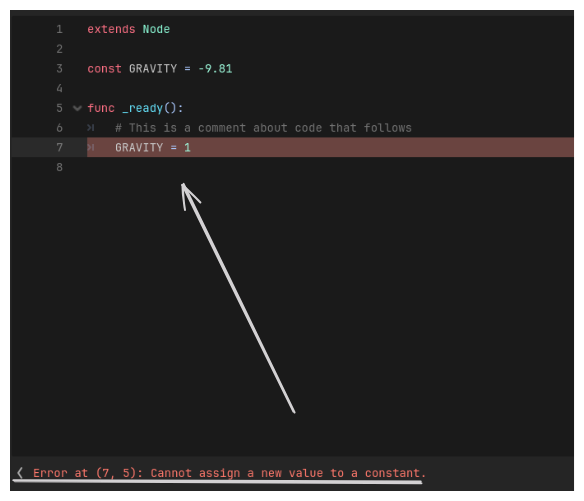 1 extends Node
2
3 const GRAVITY = -9.81
4
5 func _ready():
6 # This is a comment about code that follows
7 GRAVITY = 1
8
Error at (7, 5): Cannot assign a new value to a constant.